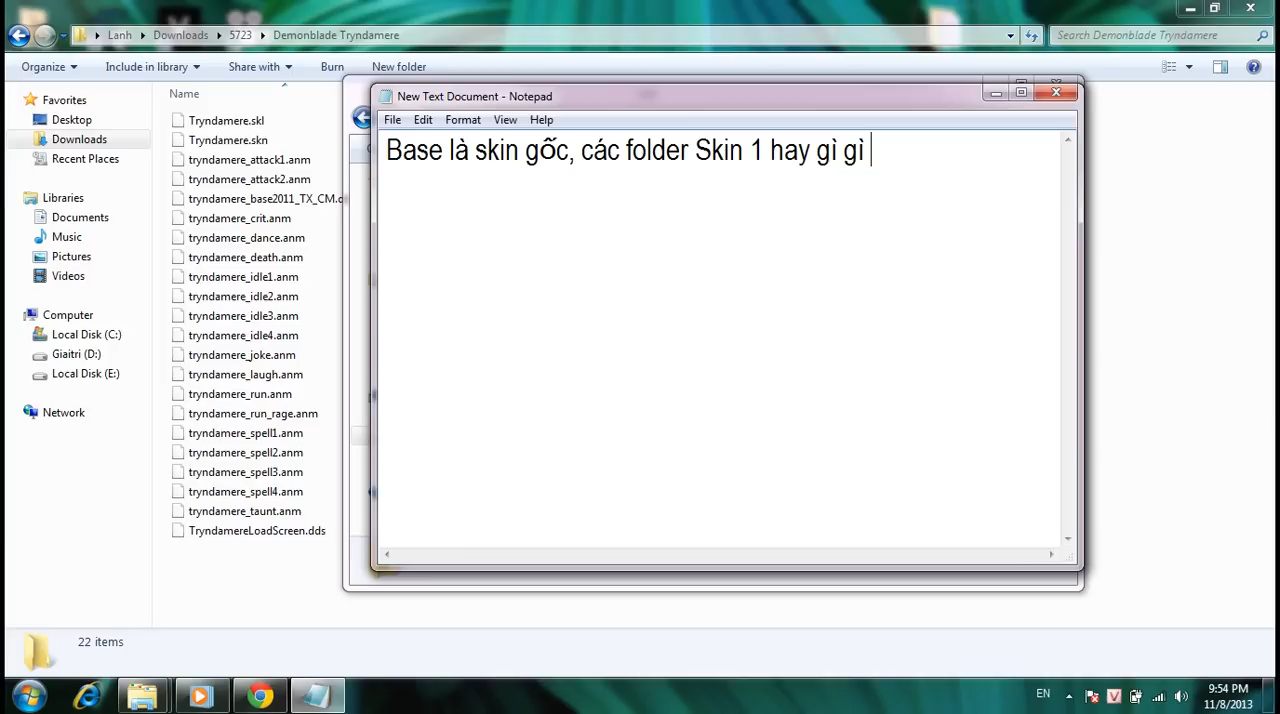 Lanh
Downloads
5723
Demonblade Tryndamere
Search Demonblade Tryndamere
Organize
Include in library
Share with
Burn
New folder
Favorites
Desktop
Downloads
Recent Places
Libraries
Documents
Music
Pictures
Videos
Computer
Local Disk (C:)
Giaitri (D:)
Local Disk (E:)
Network
Name
Tryndamere.skl
Tryndamere.skn
tryndamere_attack1.anm
tryndamere_attack2.anm
tryndamere_base2011_TX_CM.
tryndamere_crit.anm
tryndamere_dance.anm
tryndamere_death.anm
tryndamere_idle1.anm
tryndamere_idle2.anm
tryndamere_idle3.anm
tryndamere_idle4.anm
tryndamere_joke.anm
tryndamere_laugh.anm
tryndamere_run.anm
tryndamere_run_rage.anm
tryndamere_spell1.anm
tryndamere_spell2.anm
tryndamere_spell3.anm
tryndamere_spell4.anm
tryndamere_taunt.anm
TryndamereLoadScreen.dds
New Text Document - Notepad
File Edit Format View Help
Base là skin gốc, các folder Skin 1 hay gì gì
22 items
EN
9:54 PM
11/8/2013